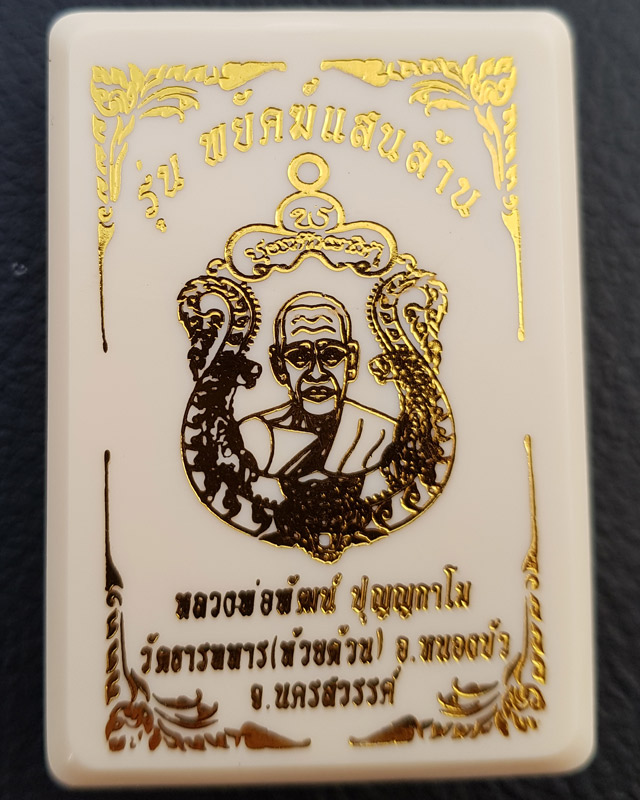 รุ่น พยัคฆ์แสนล้าน
หลวงพ่อพัฒน์ ปุญญกาโม
วัดธารทหาร(ห้วยด้วน) อ.หนองบัว
จ.นครสวรรค์